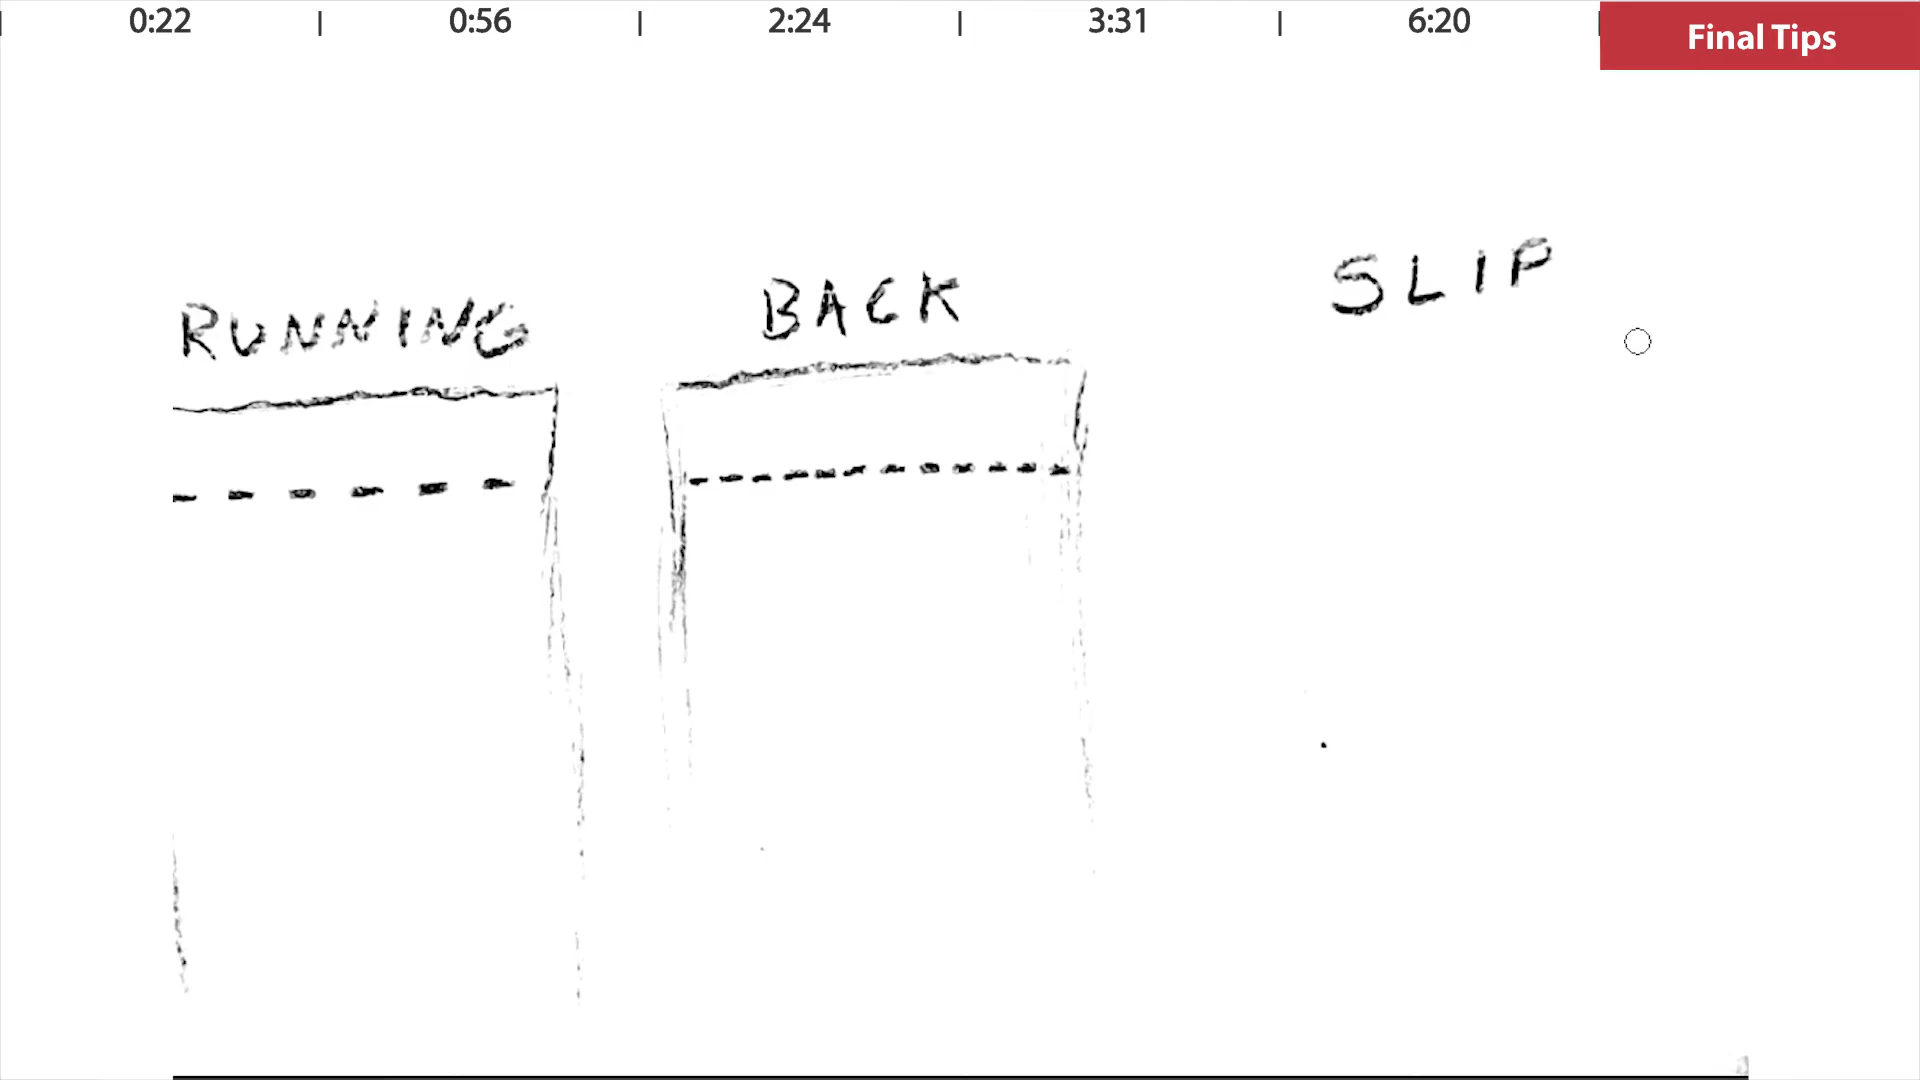 0:22 | 0:56 | 2:24 | 3:31 | 6:20
Final Tips
RUNNING
BACK
SLIP